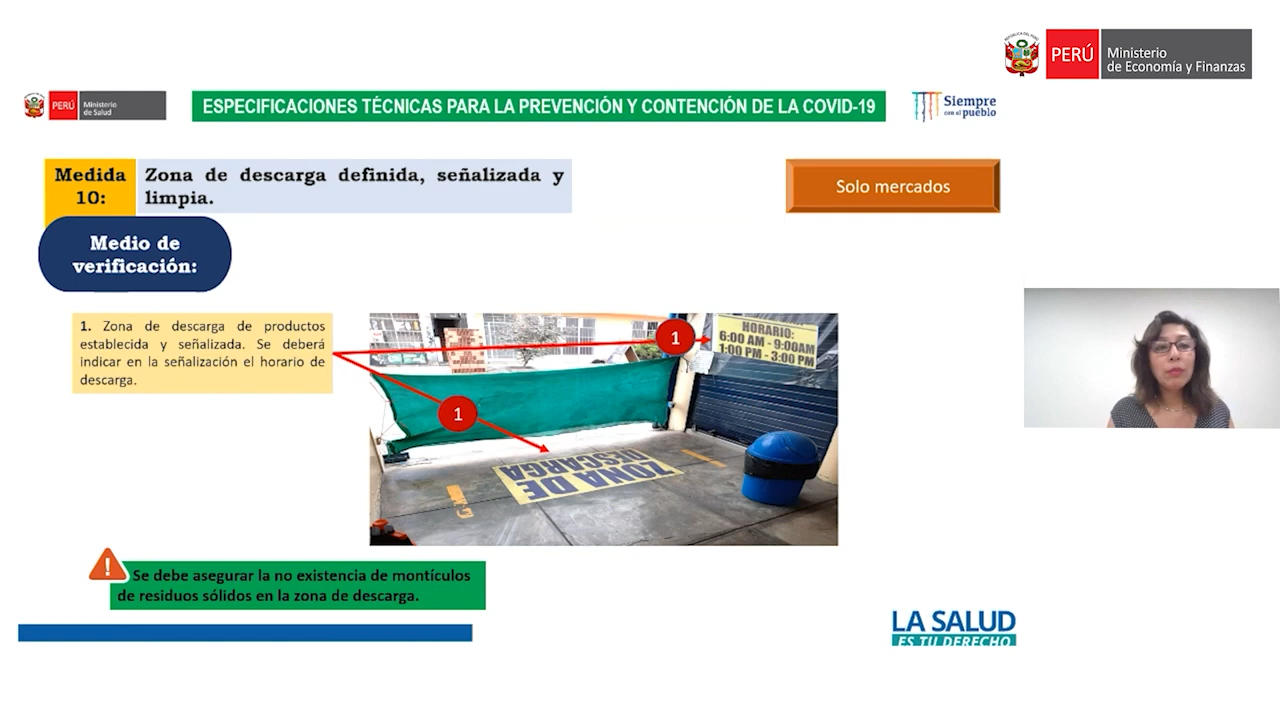 REPÚBLICA DEL PERÚ
PERÚ
Ministerio
de Economía y Finanzas
PERÚ
Ministerio
de Salud
ESPECIFICACIONES TÉCNICAS PARA LA PREVENCIÓN Y CONTENCIÓN DE LA COVID-19
Siempre
con el pueblo
Medida
10:
Zona de descarga definida, señalizada y
limpia.
Solo mercados
Medio de
verificación:
1. Zona de descarga de productos
establecida y señalizada. Se deberá
indicar en la señalización el horario de
descarga.
1
HORARIO:
6:00 AM - 9:00AM
1:00 PM - 3:00 PM
1
ZONA DE
DESCARGA
! Se debe asegurar la no existencia de montículos
de residuos sólidos en la zona de descarga.
LA SALUD
ES TU DERECHO